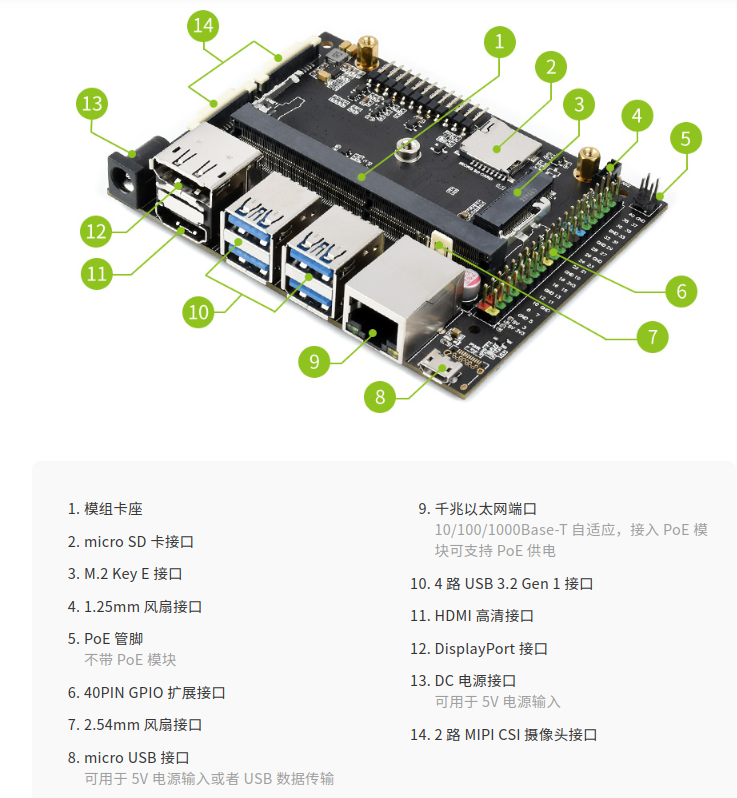 14
1
2
3
13
4
5
12
11
6
10
7
9
8
1. 模组卡座
2. micro SD 卡接口
3. M.2 Key E 接口
4. 1.25mm 风扇接口
5. PoE 管脚
不带 PoE 模块
6. 40PIN GPIO 扩展接口
7. 2.54mm 风扇接口
8. micro USB 接口
可用于 5V 电源输入或者 USB 数据传输
9. 千兆以太网端口
10/100/1000Base-T 自适应，接入 PoE 模
块可支持 PoE 供电
10. 4 路 USB 3.2 Gen 1 接口
11. HDMI 高清接口
12. DisplayPort 接口
13. DC 电源接口
可用于 5V 电源输入
14. 2 路 MIPI CSI 摄像头接口